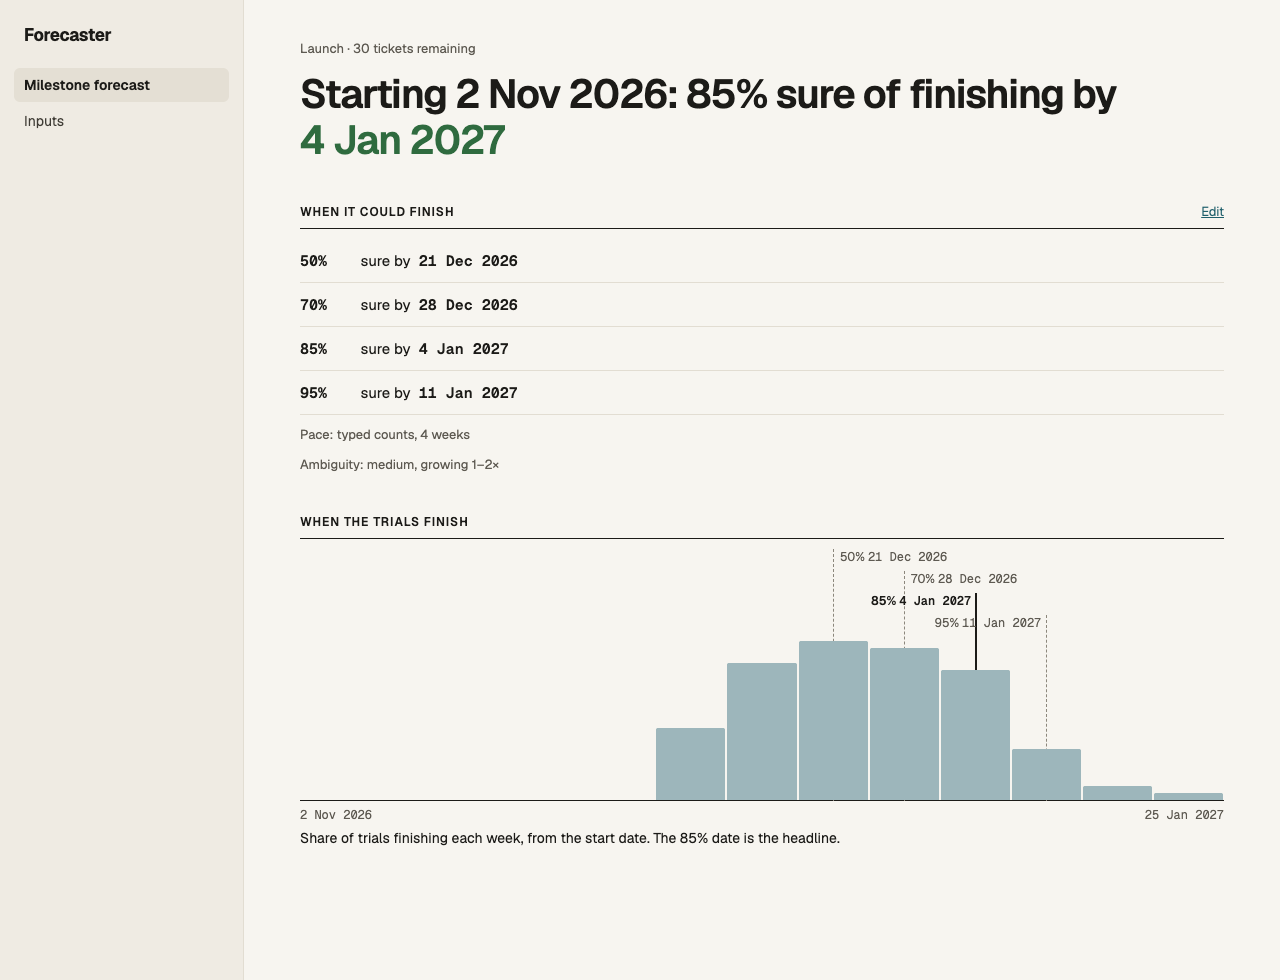 Forecaster
Milestone forecast
Inputs
Launch · 30 tickets remaining
Starting 2 Nov 2026: 85% sure of finishing by
4 Jan 2027
WHEN IT COULD FINISH
Edit
50% sure by 21 Dec 2026
70% sure by 28 Dec 2026
85% sure by 4 Jan 2027
95% sure by 11 Jan 2027
Pace: typed counts, 4 weeks
Ambiguity: medium, growing 1–2×
WHEN THE TRIALS FINISH
50% 21 Dec 2026
70% 28 Dec 2026
85% 4 Jan 2027
95% 11 Jan 2027
2 Nov 2026
25 Jan 2027
Share of trials finishing each week, from the start date. The 85% date is the headline.